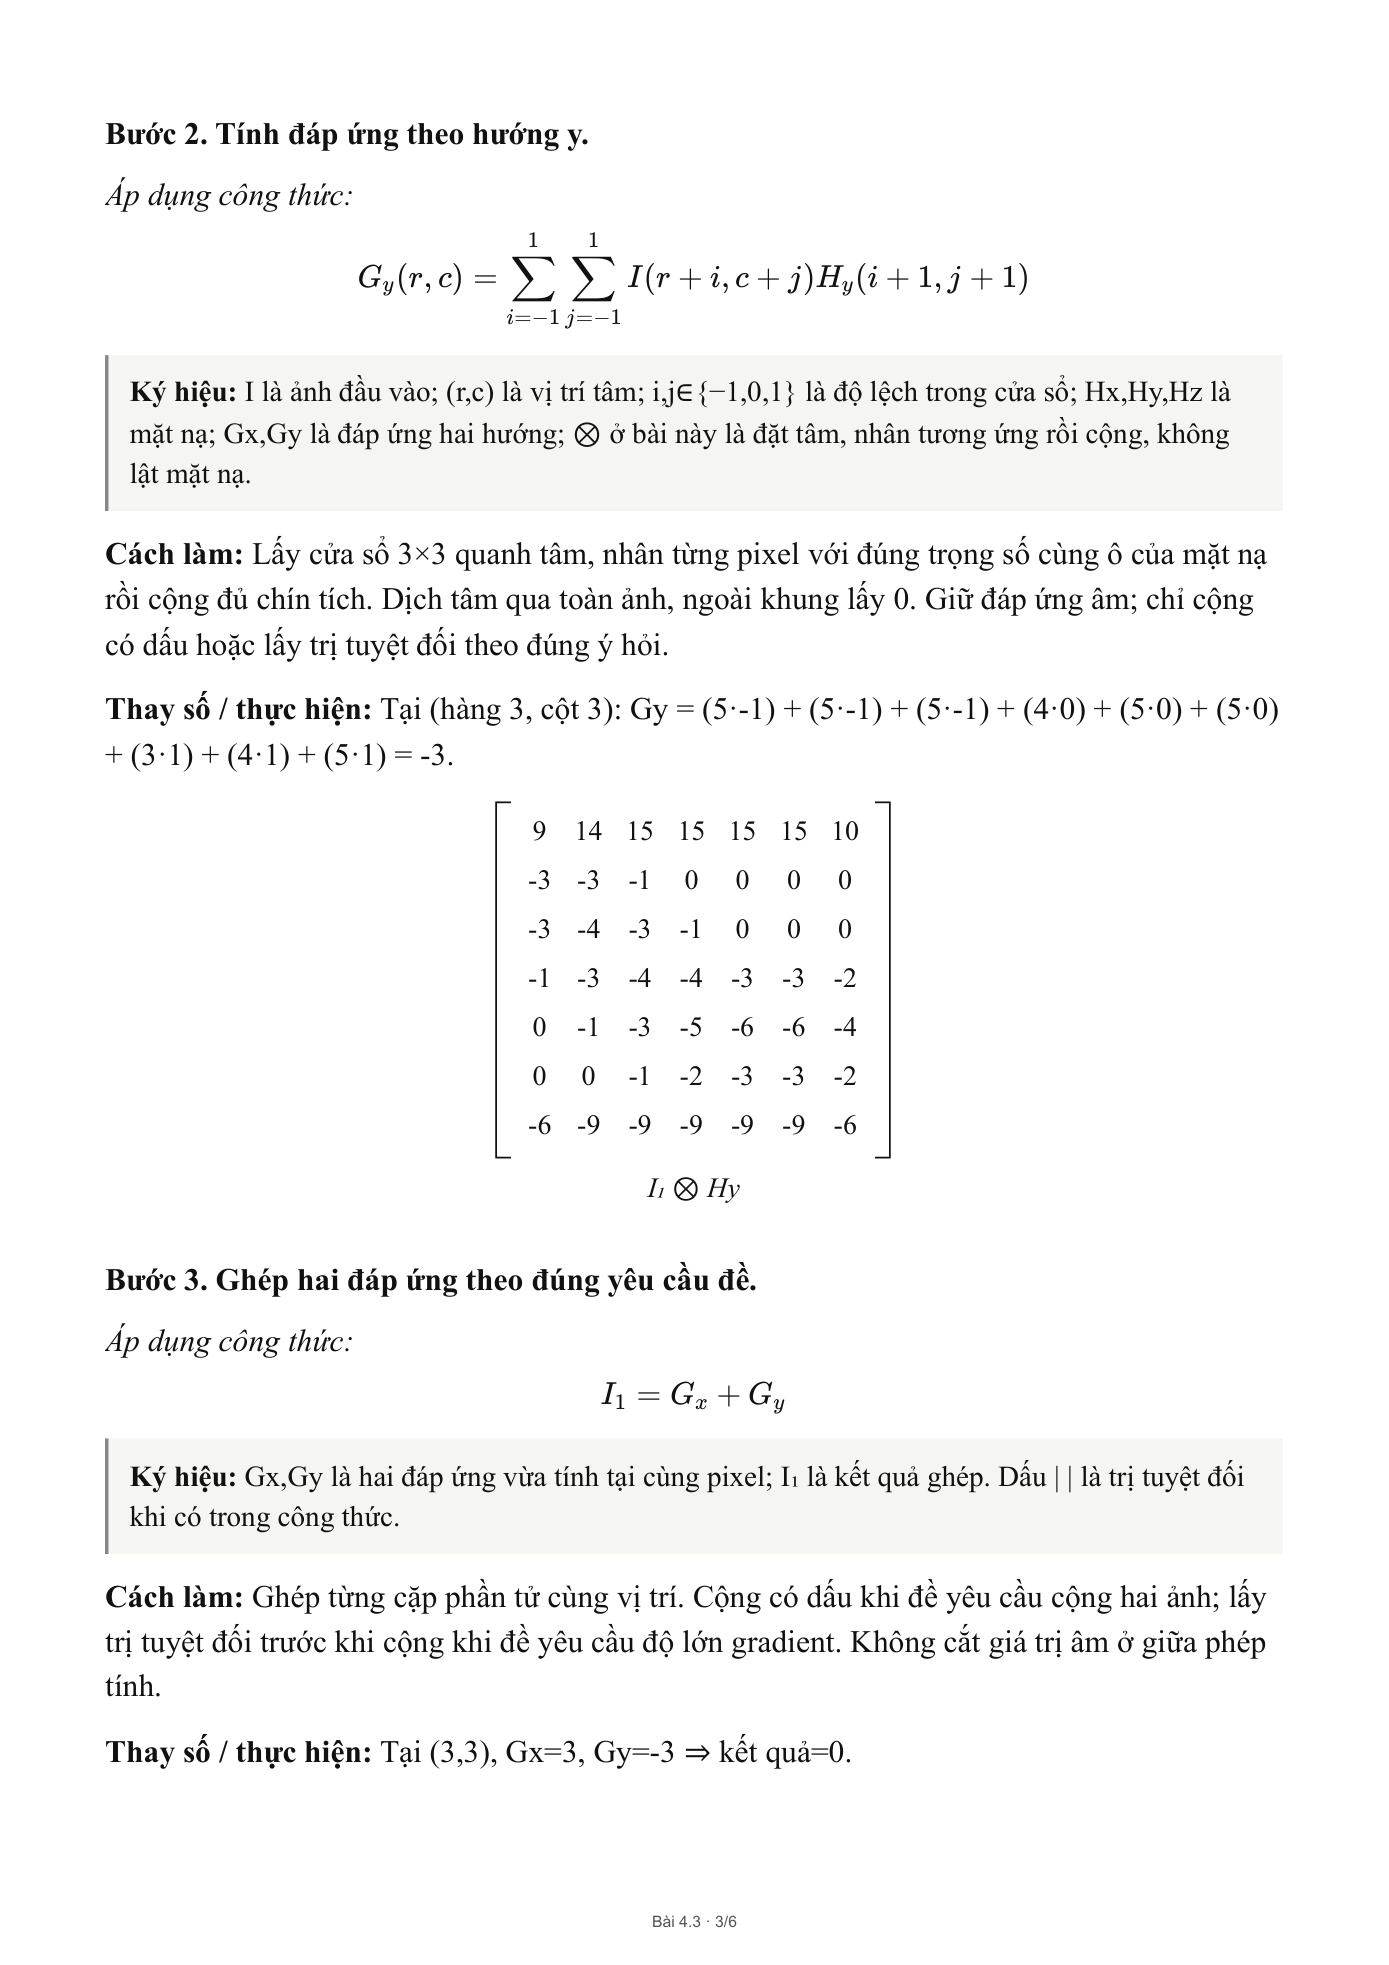 Bước 2. Tính đáp ứng theo hướng y.
Áp dụng công thức:
G_y(r, c) = \sum_{i=-1}^{1} \sum_{j=-1}^{1} I(r + i, c + j)H_y(i + 1, j + 1)
Ký hiệu: I là ảnh đầu vào; (r,c) là vị trí tâm; i,j∈{−1,0,1} là độ lệch trong cửa sổ; Hx,Hy,Hz là
mặt nạ; Gx,Gy là đáp ứng hai hướng; ⊗ ở bài này là đặt tâm, nhân tương ứng rồi cộng, không
lật mặt nạ.
Cách làm: Lấy cửa sổ 3×3 quanh tâm, nhân từng pixel với đúng trọng số cùng ô của mặt nạ
rồi cộng đủ chín tích. Dịch tâm qua toàn ảnh, ngoài khung lấy 0. Giữ đáp ứng âm; chỉ cộng
có dấu hoặc lấy trị tuyệt đối theo đúng ý hỏi.
Thay số / thực hiện: Tại (hàng 3, cột 3): Gy = (5·-1) + (5·-1) + (5·-1) + (4·0) + (5·0) + (5·0)
+ (3·1) + (4·1) + (5·1) = -3.
9 14 15 15 15 15 10
-3 -3 -1 0 0 0 0
-3 -4 -3 -1 0 0 0
-1 -3 -4 -4 -3 -3 -2
0 -1 -3 -5 -6 -6 -4
0 0 -1 -2 -3 -3 -2
-6 -9 -9 -9 -9 -9 -6
I₁ ⊗ Hy
Bước 3. Ghép hai đáp ứng theo đúng yêu cầu đề.
Áp dụng công thức:
I_1 = G_x + G_y
Ký hiệu: Gx,Gy là hai đáp ứng vừa tính tại cùng pixel; I₁ là kết quả ghép. Dấu | | là trị tuyệt đối
khi có trong công thức.
Cách làm: Ghép từng cặp phần tử cùng vị trí. Cộng có dấu khi đề yêu cầu cộng hai ảnh; lấy
trị tuyệt đối trước khi cộng khi đề yêu cầu độ lớn gradient. Không cắt giá trị âm ở giữa phép
tính.
Thay số / thực hiện: Tại (3,3), Gx=3, Gy=-3 ⇒ kết quả=0.
Bài 4.3 · 3/6